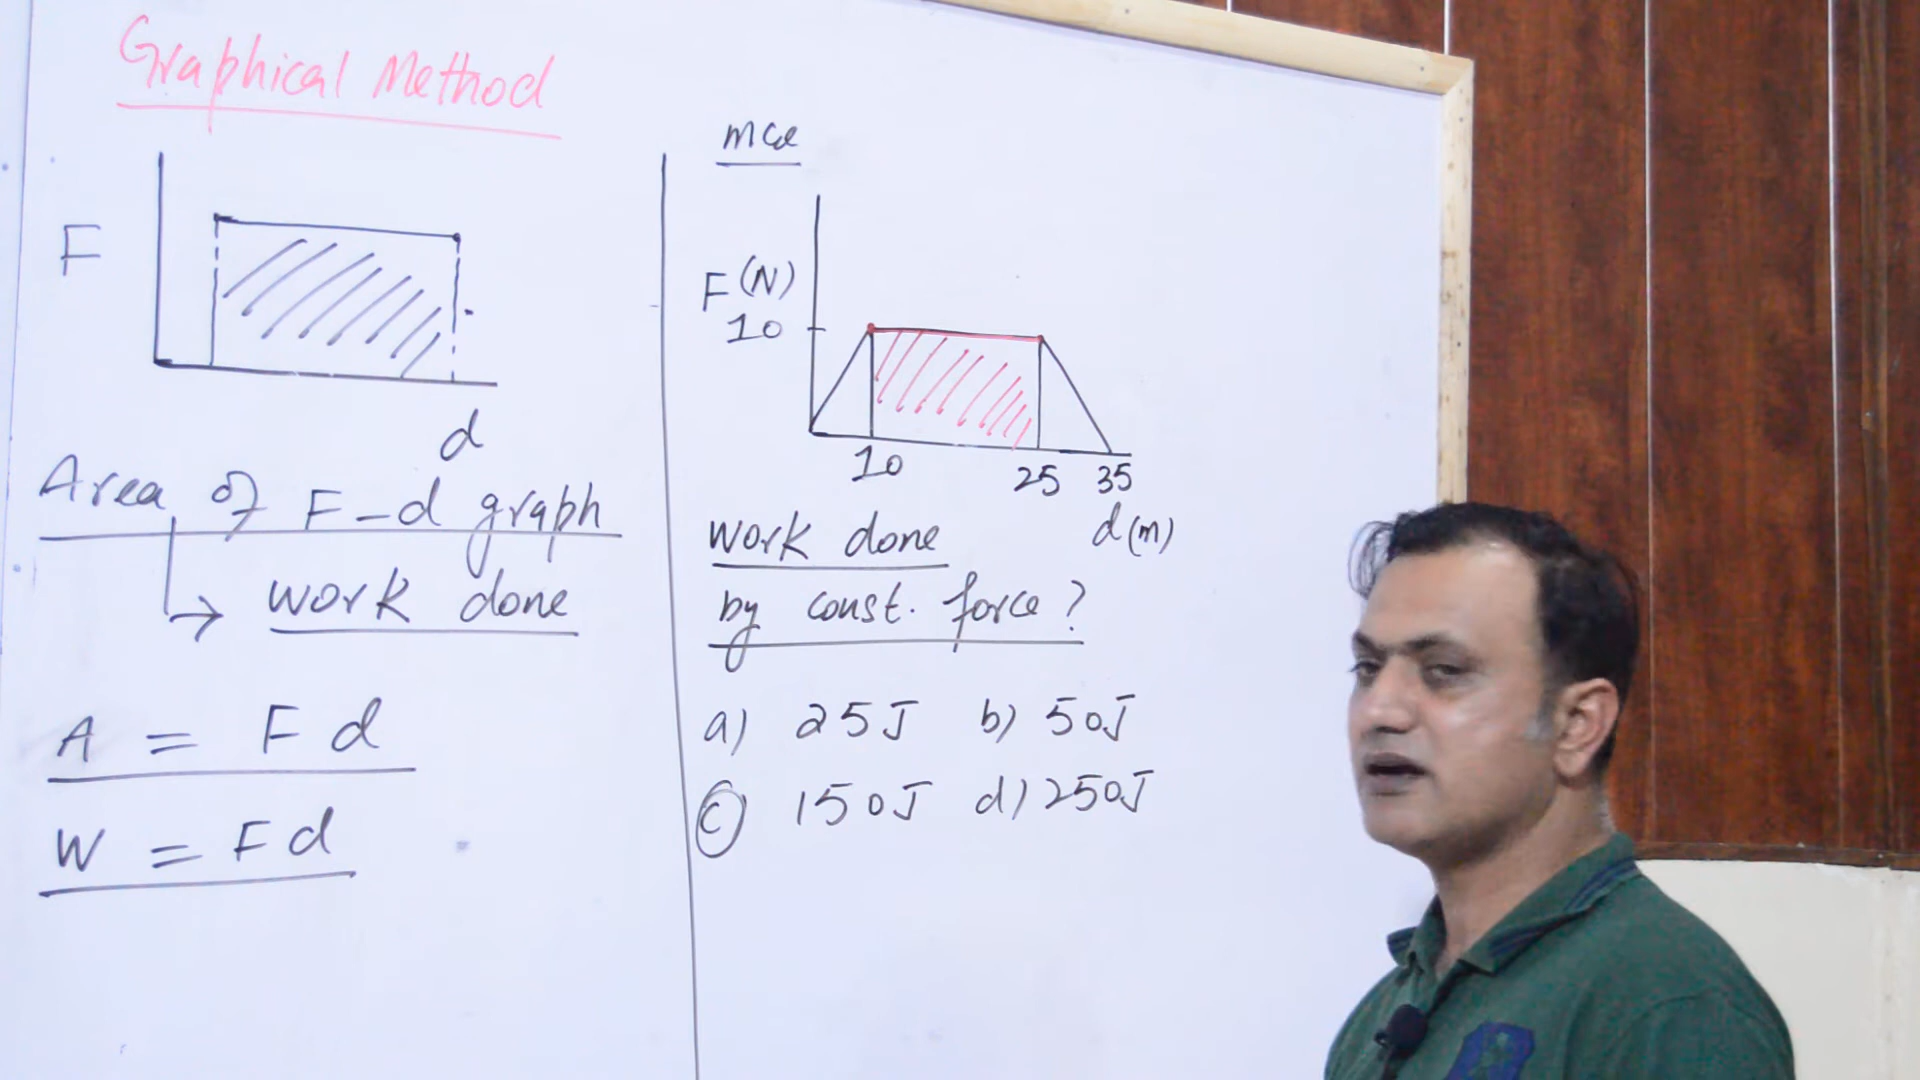 Graphical Method
F
d
Area of F-d graph
work done
A = F d
W = F d
mcq
F(N)
10
10 25 35
d(m)
work done
by const. force?
a) 25J b) 50J
c) 150J d) 250J